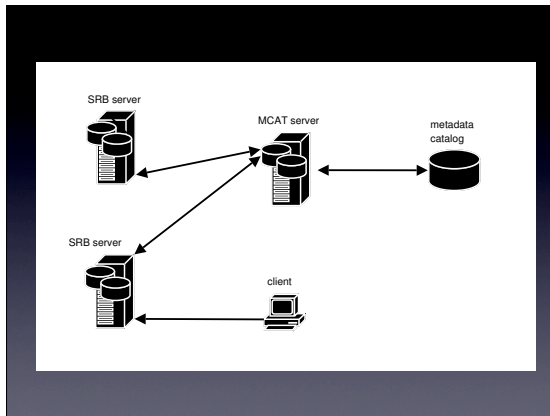 SRB server
MCAT server
metadata
catalog
SRB server
client